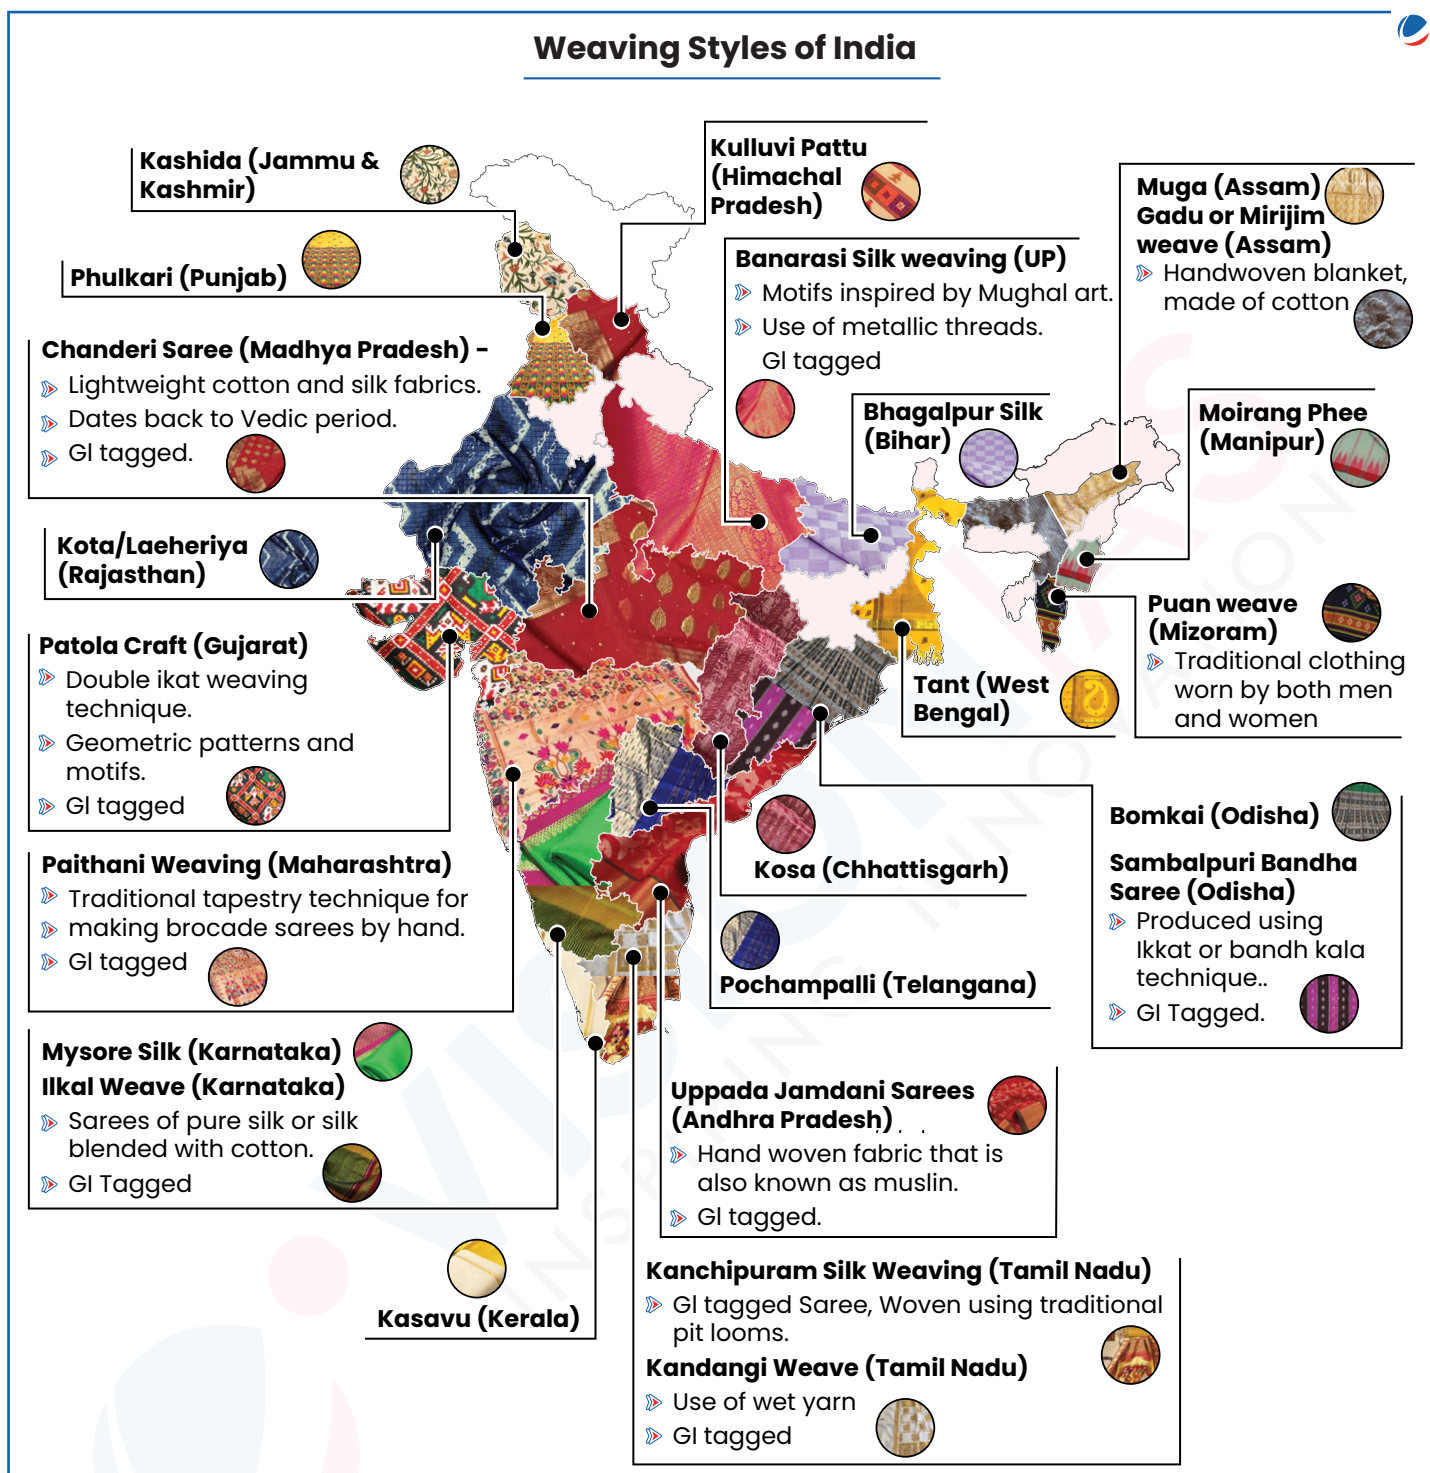 Weaving Styles of India
Kashida (Jammu &
Kashmir)
Kulluvi Pattu
(Himachal
Pradesh)
Muga (Assam)
Gadu or Mirijim
weave (Assam)
Handwoven blanket,
made of cotton
Phulkari (Punjab)
Banarasi Silk weaving (UP)
Motifs inspired by Mughal art.
Use of metallic threads.
GI tagged
Chanderi Saree (Madhya Pradesh) -
Lightweight cotton and silk fabrics.
Dates back to Vedic period.
GI tagged.
Bhagalpur Silk
(Bihar)
Moirang Phee
(Manipur)
Kota/Laeheriya
(Rajasthan)
Puan weave
(Mizoram)
Traditional clothing
worn by both men
and women
Patola Craft (Gujarat)
Double ikat weaving
technique.
Geometric patterns and
motifs.
GI tagged
Tant (West
Bengal)
Bomkai (Odisha)
Sambalpuri Bandha
Saree (Odisha)
Produced using
Ikkat or bandh kala
technique..
GI Tagged.
Paithani Weaving (Maharashtra)
Traditional tapestry technique for
making brocade sarees by hand.
GI tagged
Kosa (Chhattisgarh)
Pochampalli (Telangana)
Mysore Silk (Karnataka)
Ilkal Weave (Karnataka)
Sarees of pure silk or silk
blended with cotton.
GI Tagged
Uppada Jamdani Sarees
(Andhra Pradesh)
Hand woven fabric that is
also known as muslin.
GI tagged.
Kasavu (Kerala)
Kanchipuram Silk Weaving (Tamil Nadu)
GI tagged Saree, Woven using traditional
pit looms.
Kandangi Weave (Tamil Nadu)
Use of wet yarn
GI tagged
VISION IAS
INSPIRING INNOVATION